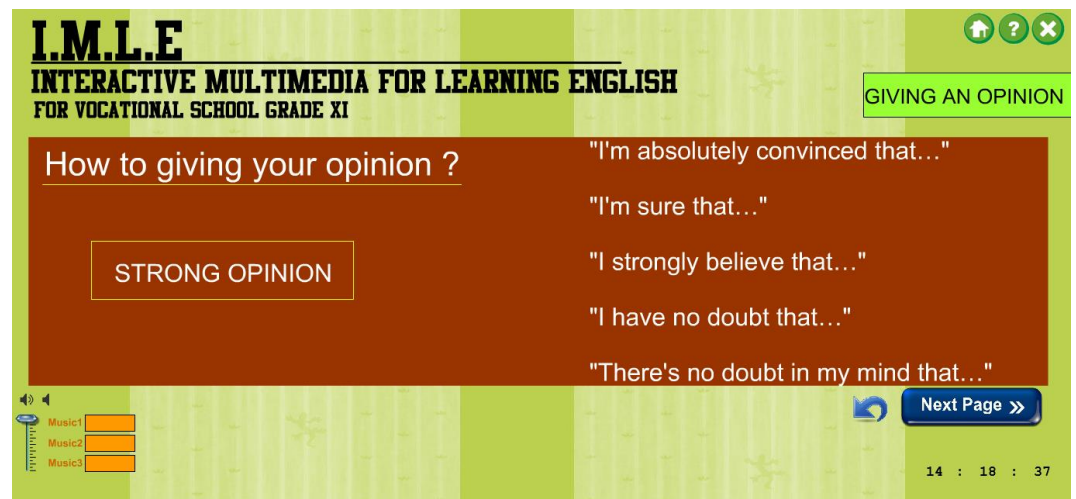 I.M.L.E
INTERACTIVE MULTIMEDIA FOR LEARNING ENGLISH
FOR VOCATIONAL SCHOOL GRADE XI
?
GIVING AN OPINION
How to giving your opinion ?
STRONG OPINION
"I'm absolutely convinced that…"
"I'm sure that…"
"I strongly believe that…"
"I have no doubt that…"
"There's no doubt in my mind that…"
Music1
Music2
Music3
Next Page »
14 : 18 : 37